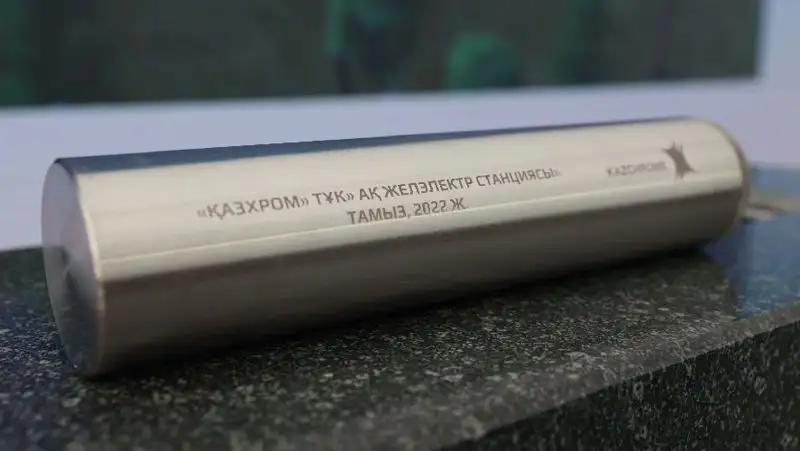 «ҚАЗХРОМ» ТҰК» АҚ ЖЕЛЭЛЕКТР СТАНЦИЯСЫ»
ТАМЫЗ, 2022 Ж.
KAZCHROME